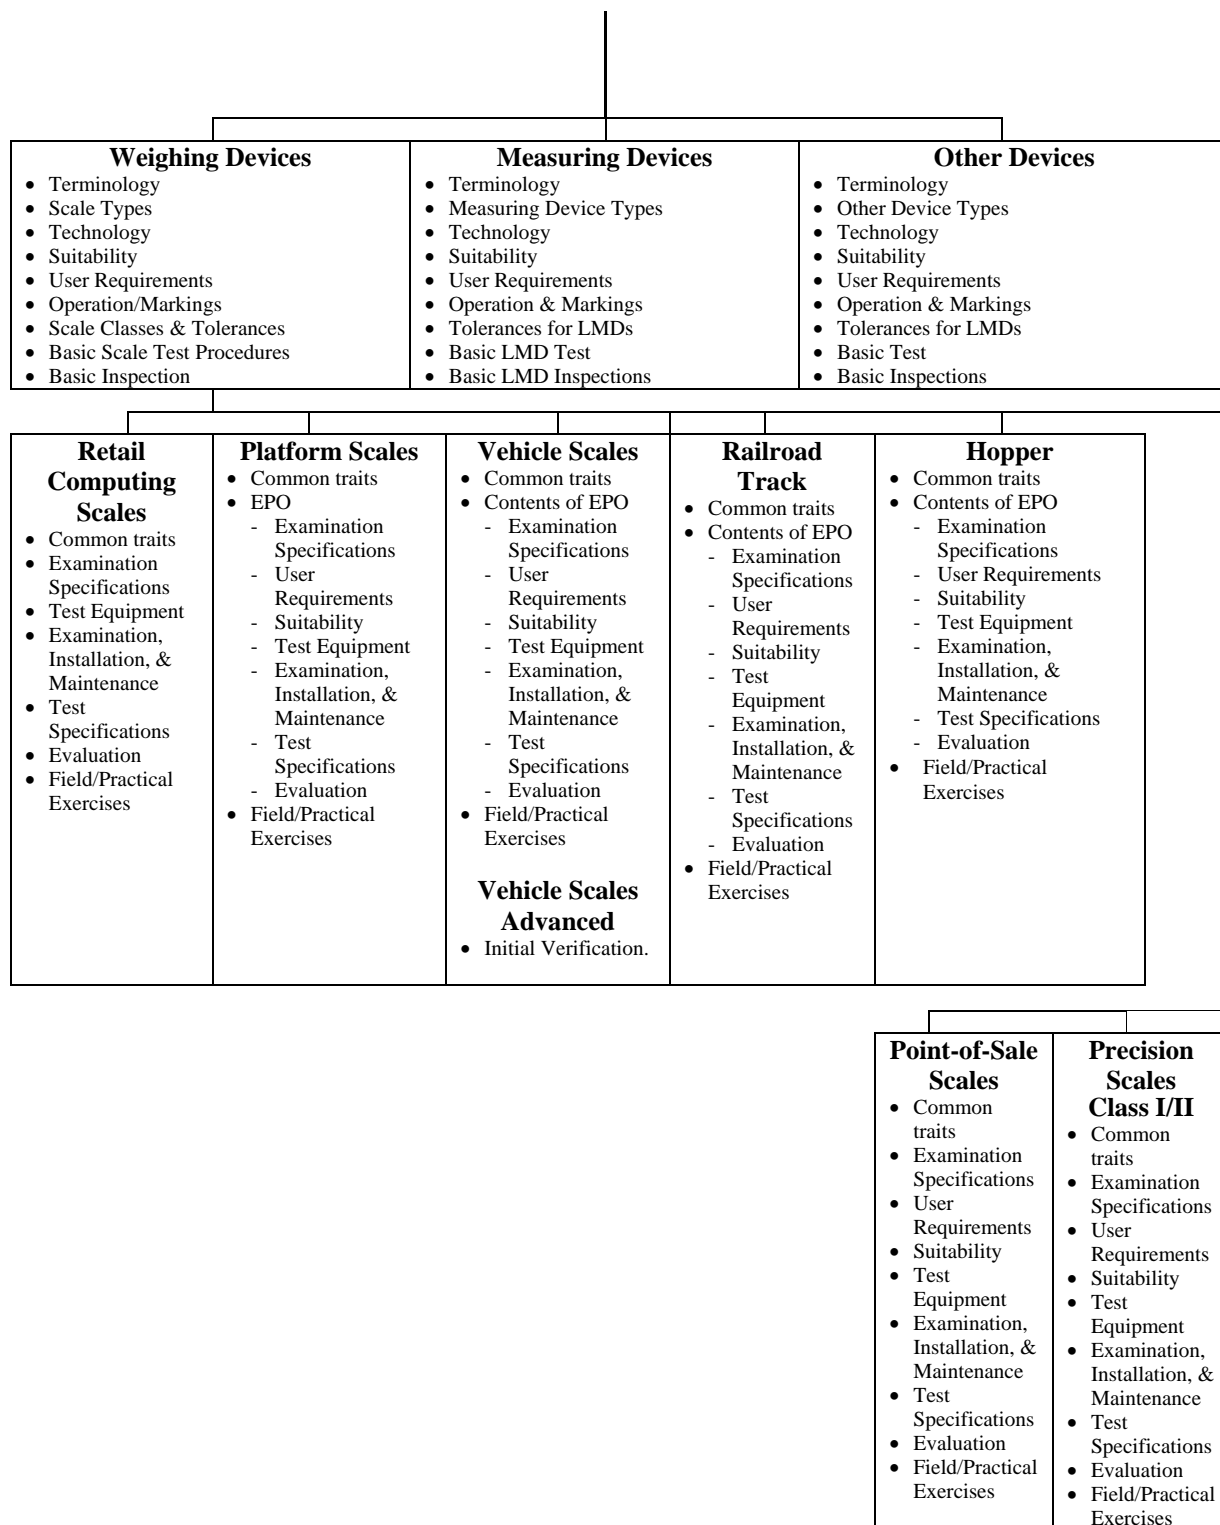 Weighing Devices
• Terminology
• Scale Types
• Technology
• Suitability
• User Requirements
• Operation/Markings
• Scale Classes & Tolerances
• Basic Scale Test Procedures
• Basic Inspection
Measuring Devices
• Terminology
• Measuring Device Types
• Technology
• Suitability
• User Requirements
• Operation & Markings
• Tolerances for LMDs
• Basic LMD Test
• Basic LMD Inspections
Other Devices
• Terminology
• Other Device Types
• Technology
• Suitability
• User Requirements
• Operation & Markings
• Tolerances for LMDs
• Basic Test
• Basic Inspections
Retail
Computing
Scales
• Common traits
• Examination
Specifications
• Test Equipment
• Examination,
Installation, &
Maintenance
• Test
Specifications
• Evaluation
• Field/Practical
Exercises
Platform Scales
• Common traits
• EPO
- Examination
Specifications
- User
Requirements
- Suitability
- Test Equipment
- Examination,
Installation, &
Maintenance
- Test
Specifications
- Evaluation
• Field/Practical
Exercises
Vehicle Scales
• Common traits
• Contents of EPO
- Examination
Specifications
- User
Requirements
- Suitability
- Test Equipment
- Examination,
Installation, &
Maintenance
- Test
Specifications
- Evaluation
• Field/Practical
Exercises
Vehicle Scales
Advanced
• Initial Verification.
Railroad
Track
• Common traits
• Contents of EPO
- Examination
Specifications
- User
Requirements
- Suitability
- Test
Equipment
- Examination,
Installation, &
Maintenance
- Test
Specifications
- Evaluation
• Field/Practical
Exercises
Hopper
• Common traits
• Contents of EPO
- Examination
Specifications
- User Requirements
- Suitability
- Test Equipment
- Examination,
Installation, &
Maintenance
- Test Specifications
- Evaluation
• Field/Practical
Exercises
Point-of-Sale
Scales
• Common
traits
• Examination
Specifications
• User
Requirements
• Suitability
• Test
Equipment
• Examination,
Installation, &
Maintenance
• Test
Specifications
• Evaluation
• Field/Practical
Exercises
Precision
Scales
Class I/II
• Common
traits
• Examination
Specifications
• User
Requirements
• Suitability
• Test
Equipment
• Examination,
Installation, &
Maintenance
• Test
Specifications
• Evaluation
• Field/Practical
Exercises